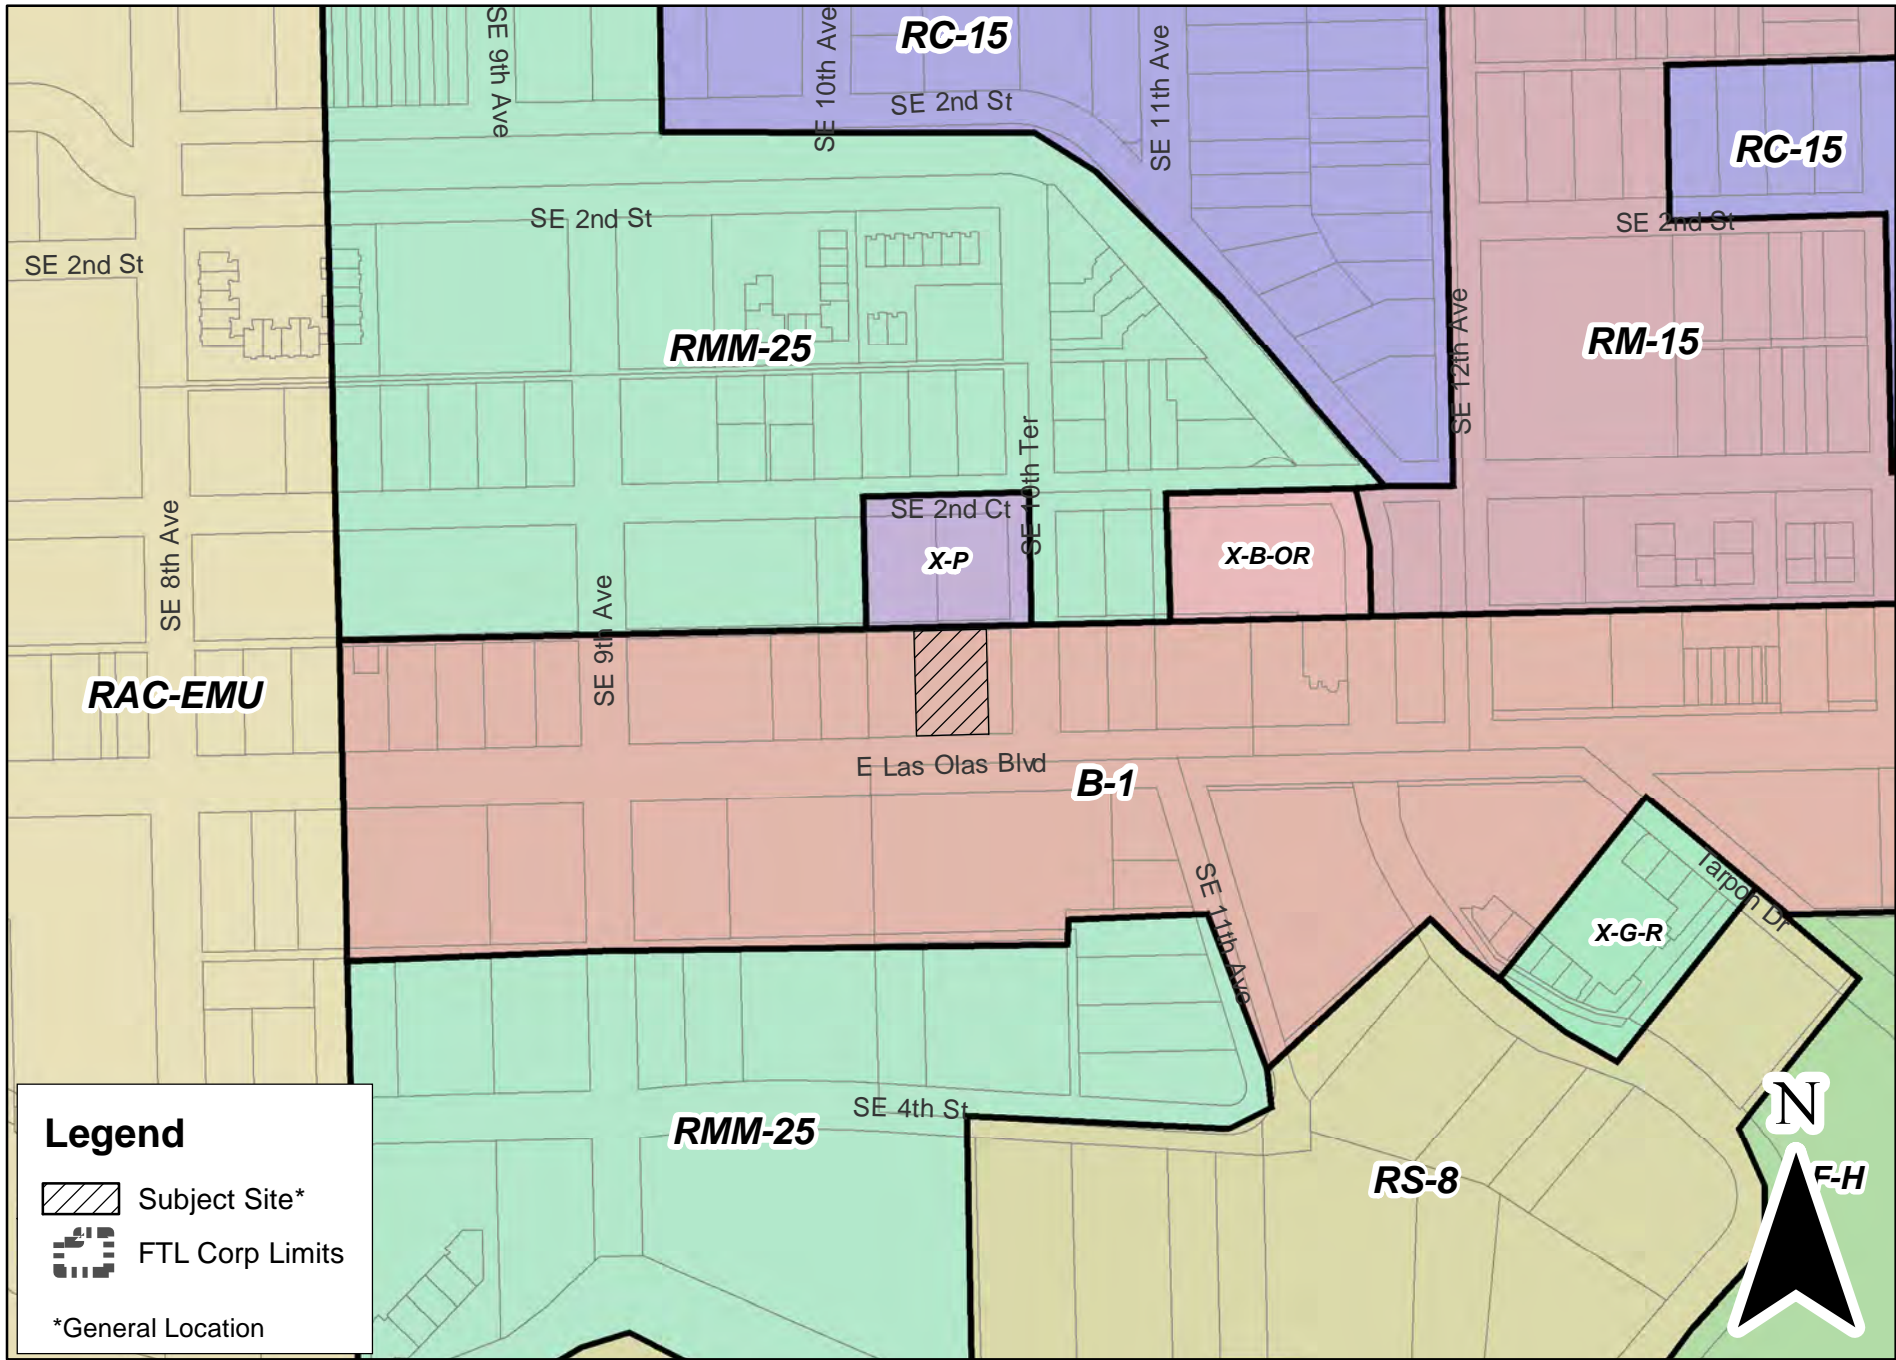 SE 9th Ave
SE 10th Ave
RC-15
SE 11th Ave
SE 2nd St
RC-15
SE 2nd St
SE 2nd St
SE 2nd St
RMM-25
SE 12th Ave
RM-15
SE 10th Ter
SE 2nd Ct
SE 8th Ave
X-P
X-B-OR
SE 9th Ave
RAC-EMU
E Las Olas Blvd
B-1
Tarpon Dr
SE 11th Ave
X-G-R
SE 4th St
RMM-25
RS-8
N
F-H
Legend
Subject Site*
FTL Corp Limits
*General Location